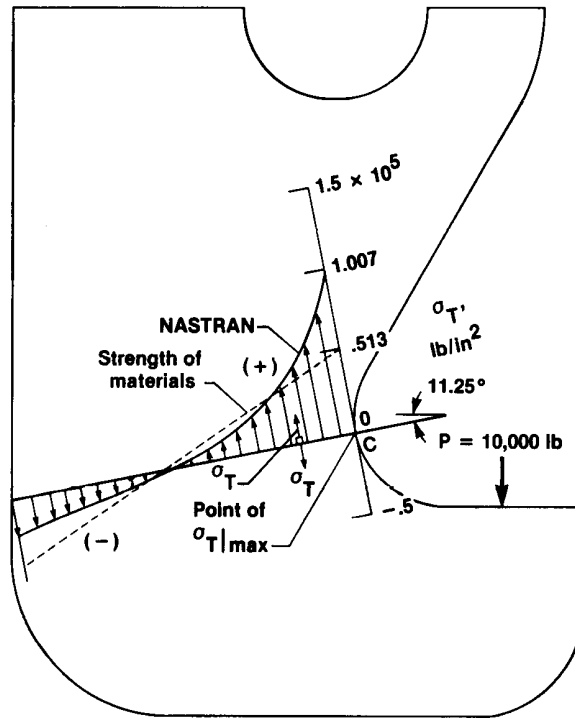 1.5 × 10⁵
1.007
σT,
lb/in²
NASTRAN
.513
Strength of
materials
(+)
11.25°
0
C
P = 10,000 lb
σT
σT
Point of
σT|max
(−)
−.5